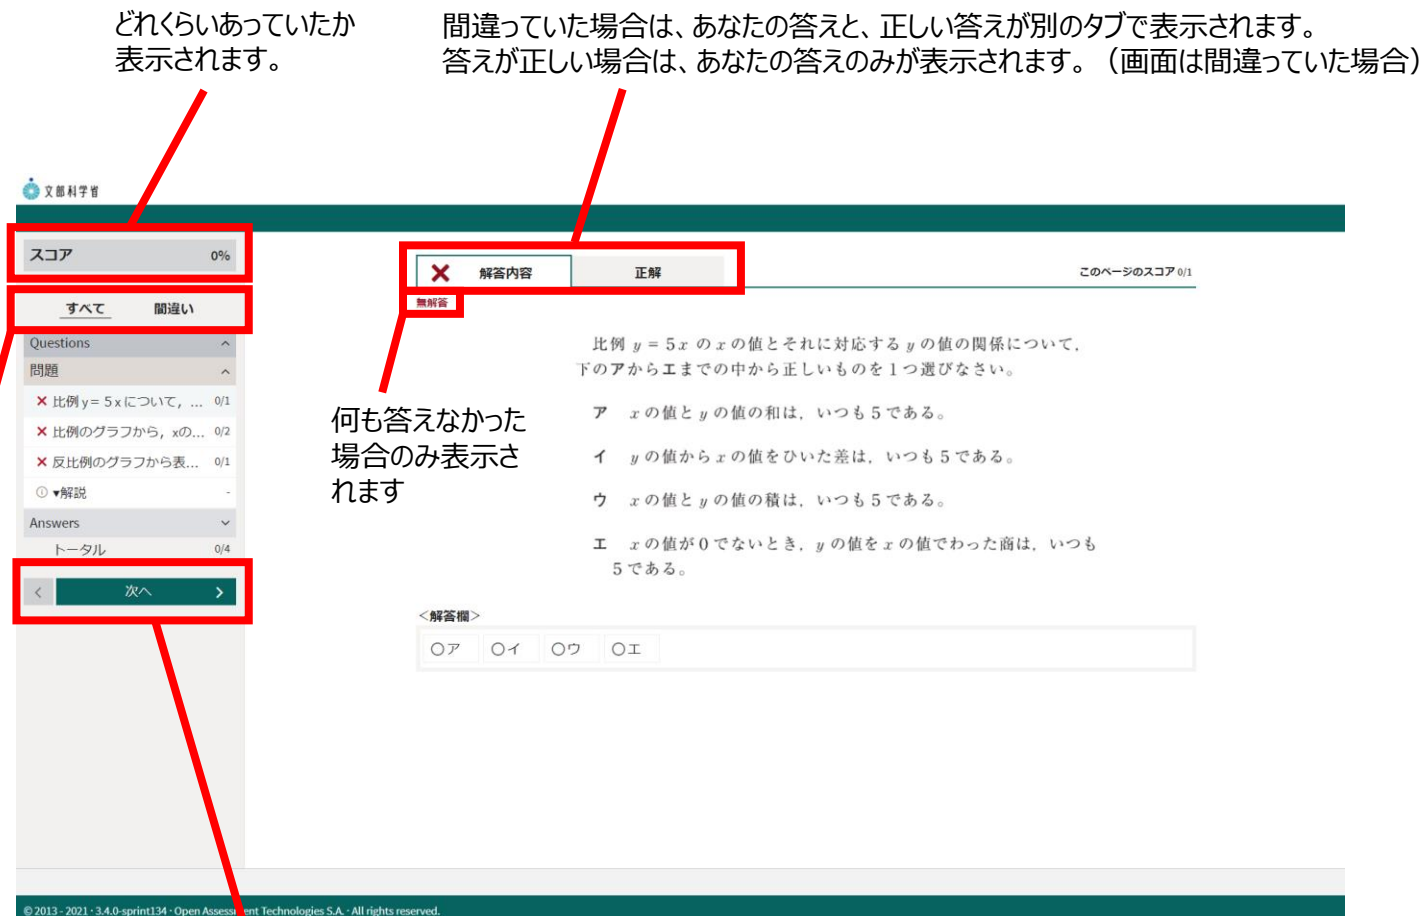 どれくらいあっていたか
表示されます。
間違っていた場合は、あなたの答えと、正しい答えが別のタブで表示されます。
答えが正しい場合は、あなたの答えのみが表示されます。（画面は間違っていた場合）
文部科学省
スコア 0%
すべて 間違い
Questions
問題
比例 y = 5 x について，... 0/1
比例のグラフから，xの... 0/2
反比例のグラフから表... 0/1
▾解説 -
Answers
トータル 0/4
< 次へ >
解答内容 正解 このページのスコア 0/1
無解答
何も答えなかった
場合のみ表示さ
れます
比例 y = 5x の x の値とそれに対応する y の値の関係について，
下のアからエまでの中から正しいものを１つ選びなさい。
ア x の値と y の値の和は，いつも５である。
イ y の値から x の値をひいた差は，いつも５である。
ウ x の値と y の値の積は，いつも５である。
エ x の値が０でないとき，y の値を x の値でわった商は，いつも
５である。
＜解答欄＞
○ア ○イ ○ウ ○エ
© 2013 - 2021 · 3.4.0-sprint134 · Open Assessment Technologies S.A. · All rights reserved.